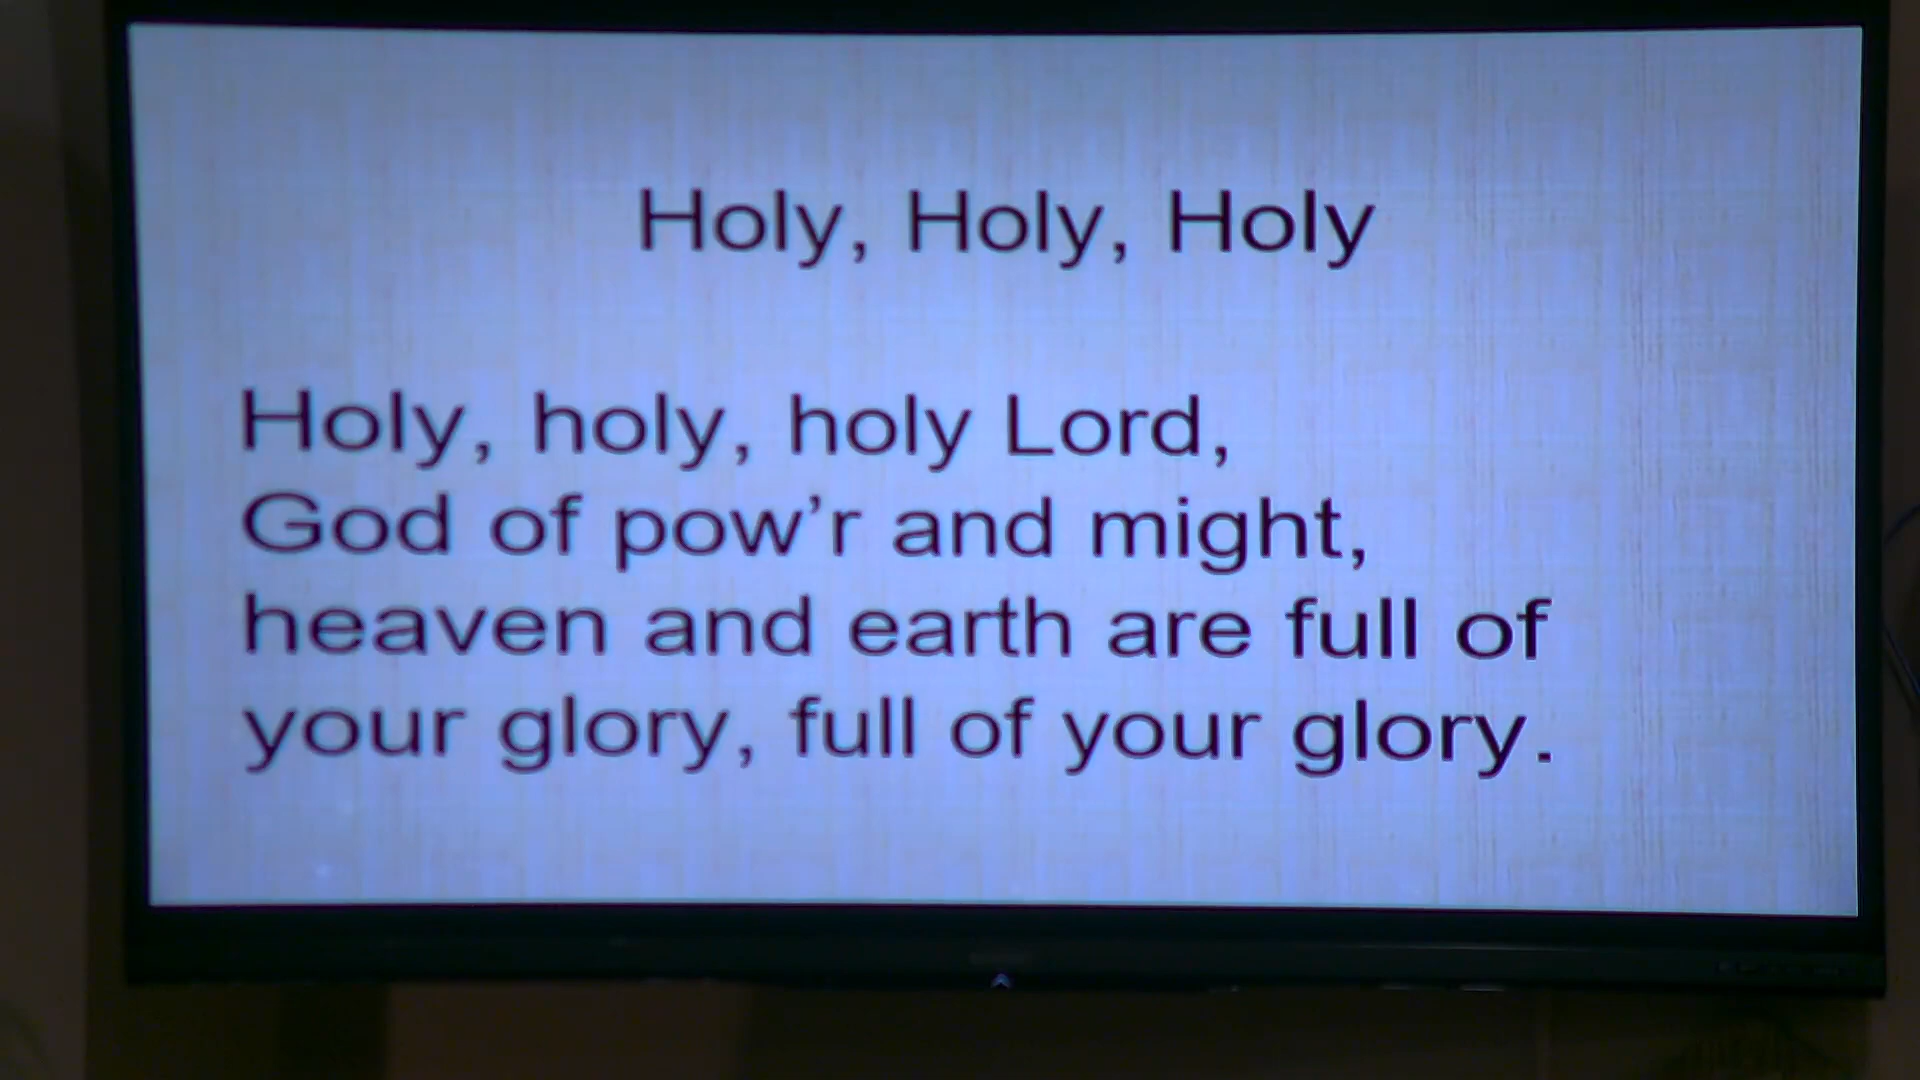 Holy, Holy, Holy
Holy, holy, holy Lord,
God of pow’r and might,
heaven and earth are full of
your glory, full of your glory.